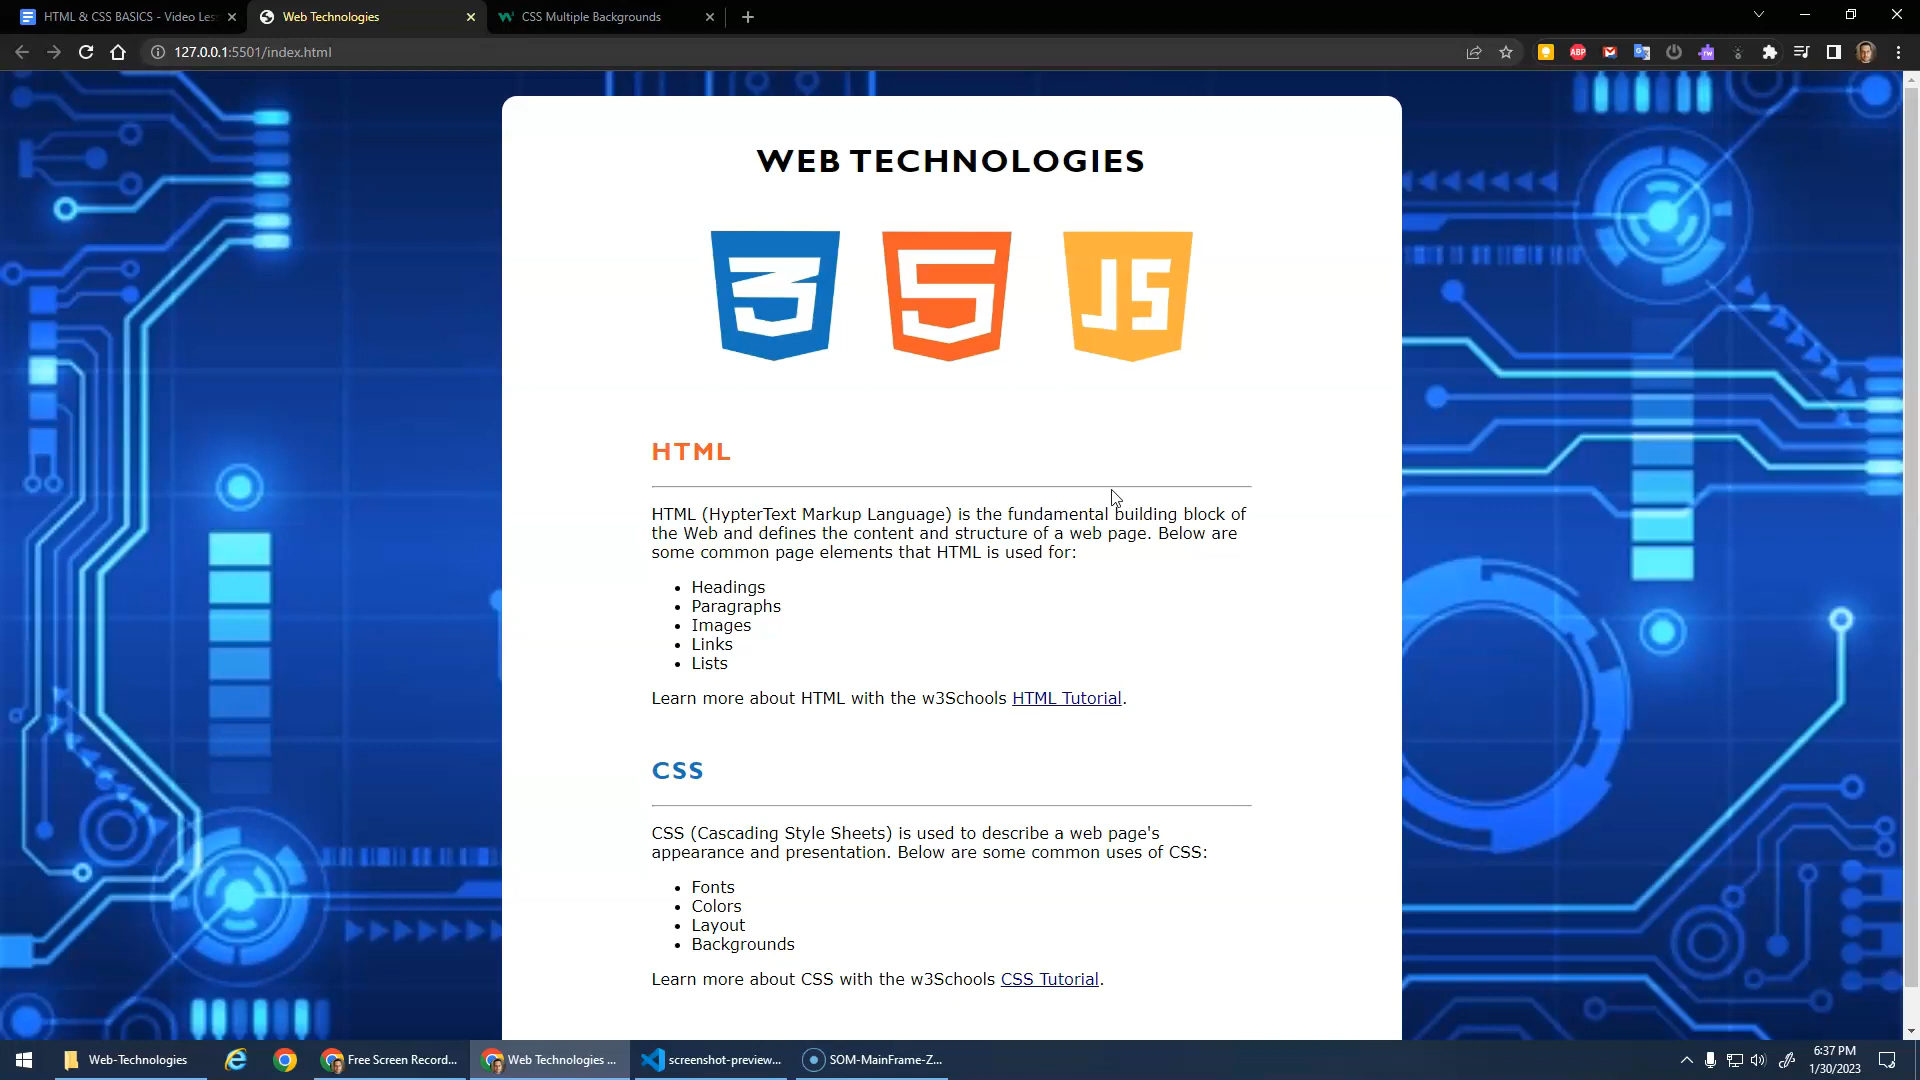 HTML & CSS BASICS - Video Les
Web Technologies
CSS Multiple Backgrounds
127.0.0.1:5501/index.html
ABP
WEB TECHNOLOGIES
3
5
JS
HTML
HTML (HypterText Markup Language) is the fundamental building block of
the Web and defines the content and structure of a web page. Below are
some common page elements that HTML is used for:
Headings
Paragraphs
Images
Links
Lists
Learn more about HTML with the w3Schools HTML Tutorial.
CSS
CSS (Cascading Style Sheets) is used to describe a web page's
appearance and presentation. Below are some common uses of CSS:
Fonts
Colors
Layout
Backgrounds
Learn more about CSS with the w3Schools CSS Tutorial.
Web-Technologies
Free Screen Record...
Web Technologies ...
screenshot-preview...
SOM-MainFrame-Z...
6:37 PM
1/30/2023